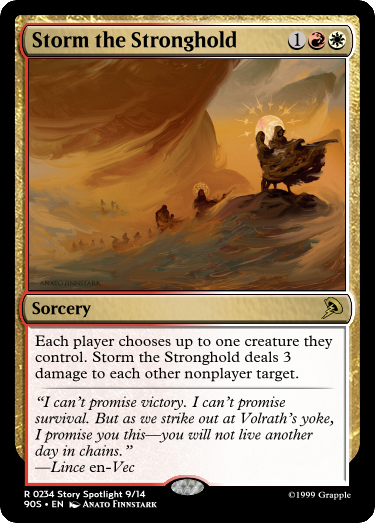 Storm the Stronghold 1
ANATO FINNSTARK
Sorcery
Each player chooses up to one creature they
control. Storm the Stronghold deals 3
damage to each other nonplayer target.
“I can't promise victory. I can't promise
survival. But as we strike out at Volrath's yoke,
I promise you this—you will not live another
day in chains.”
—Lince en-Vec
R 0234 Story Spotlight 9/14
90S • EN Anato Finnstark
©1999 Grapple